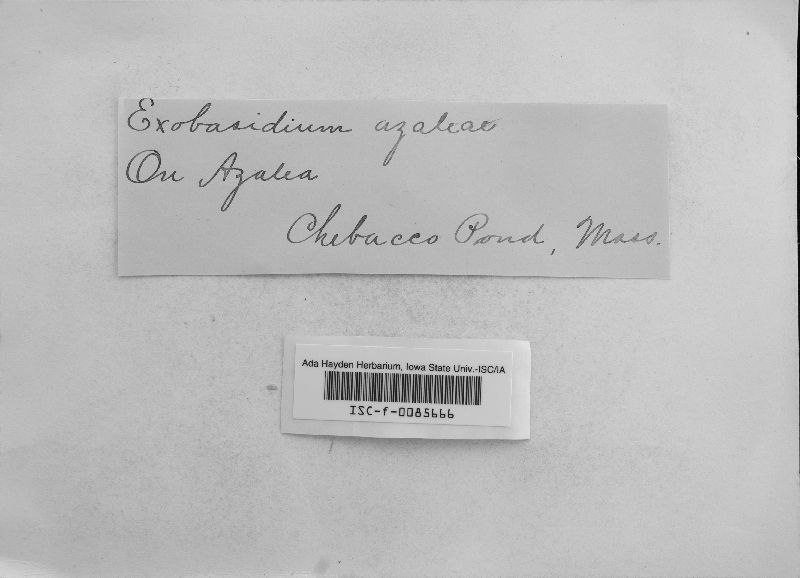 Exobasidium azaleae
On Azalea
Chebacco Pond, Mass.
Ada Hayden Herbarium, Iowa State Univ.-ISC/IA
ISC-f-0085666